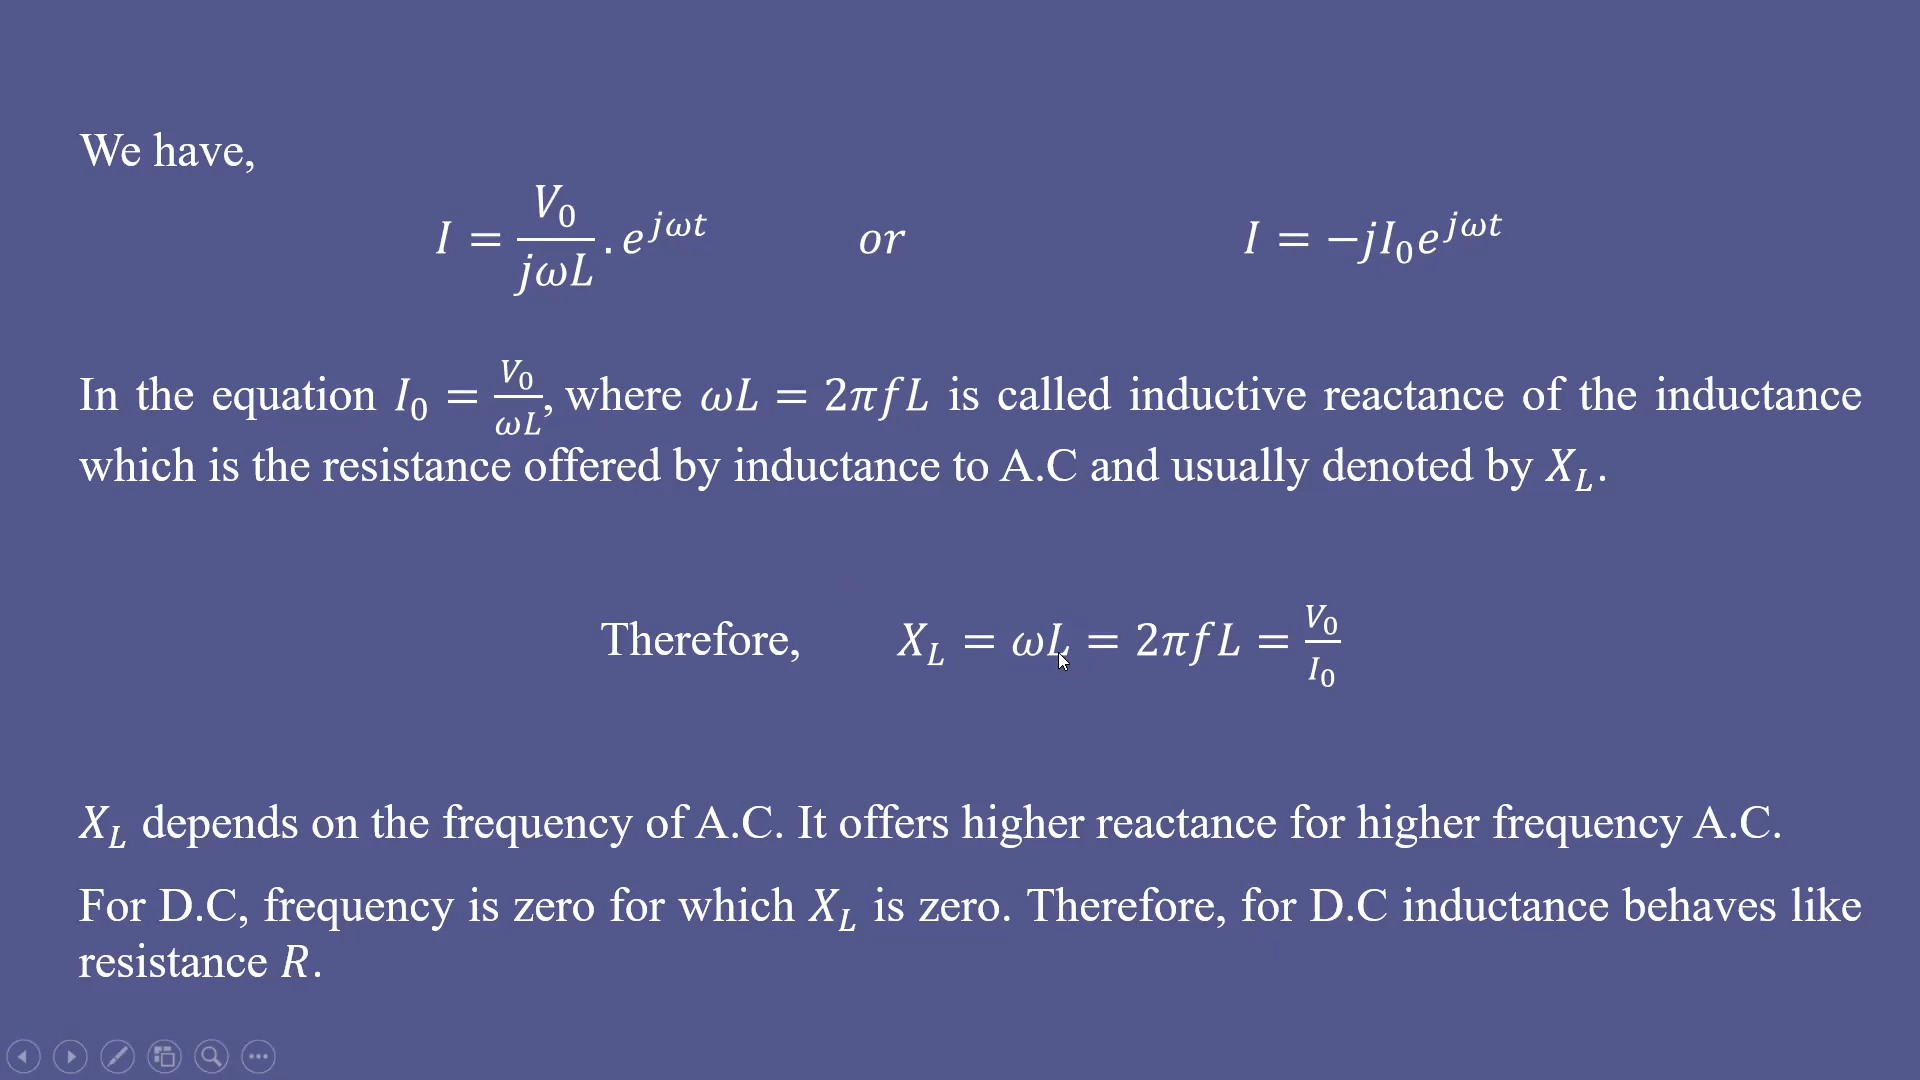 We have,
I = V₀/jωL . e^{jωt} or I = −jI₀e^{jωt}
In the equation I₀ = V₀/ωL, where ωL = 2πfL is called inductive reactance of the inductance
which is the resistance offered by inductance to A.C and usually denoted by X_L.
Therefore, X_L = ωL = 2πfL = V₀/I₀
X_L depends on the frequency of A.C. It offers higher reactance for higher frequency A.C.
For D.C, frequency is zero for which X_L is zero. Therefore, for D.C inductance behaves like
resistance R.